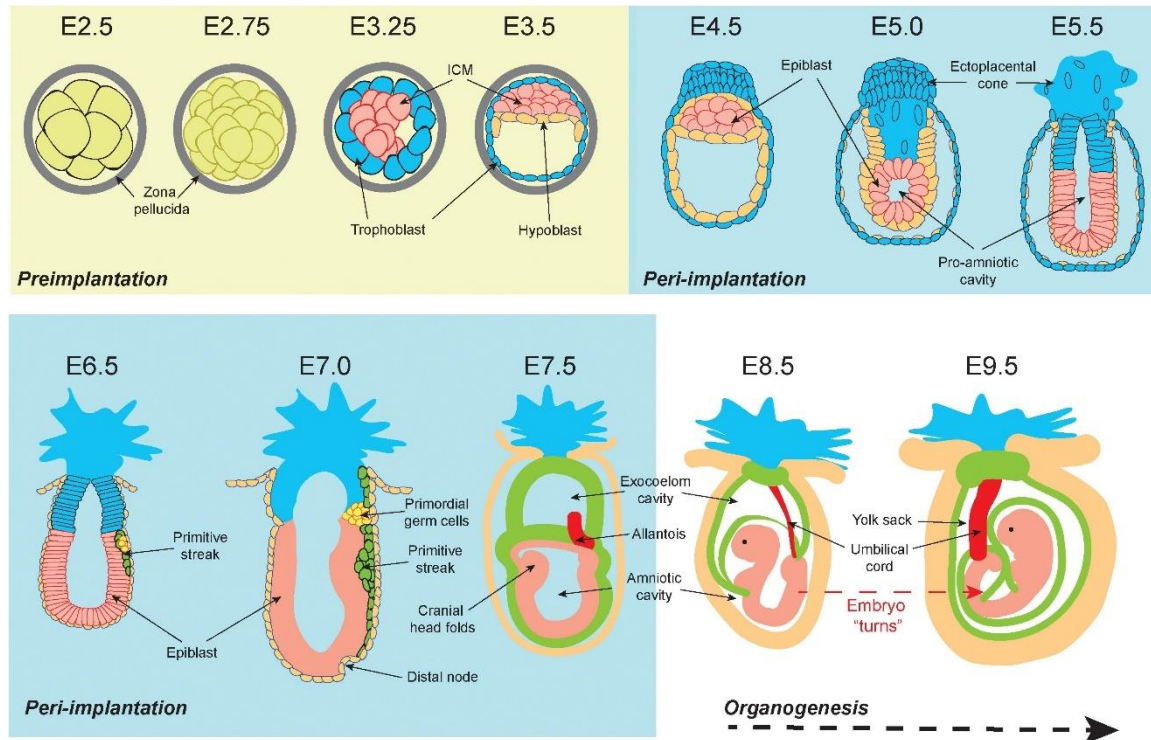 E2.5
E2.75
E3.25
E3.5
ICM
Zona
pellucida
Trophoblast
Hypoblast
Preimplantation
E4.5
E5.0
E5.5
Epiblast
Ectoplacental
cone
Pro-amniotic
cavity
Peri-implantation
E6.5
E7.0
E7.5
E8.5
E9.5
Primitive
streak
Epiblast
Primordial
germ cells
Primitive
streak
Cranial
head folds
Distal node
Exocoelom
cavity
Allantois
Amniotic
cavity
Yolk sack
Umbilical
cord
Embryo
"turns"
Peri-implantation
Organogenesis